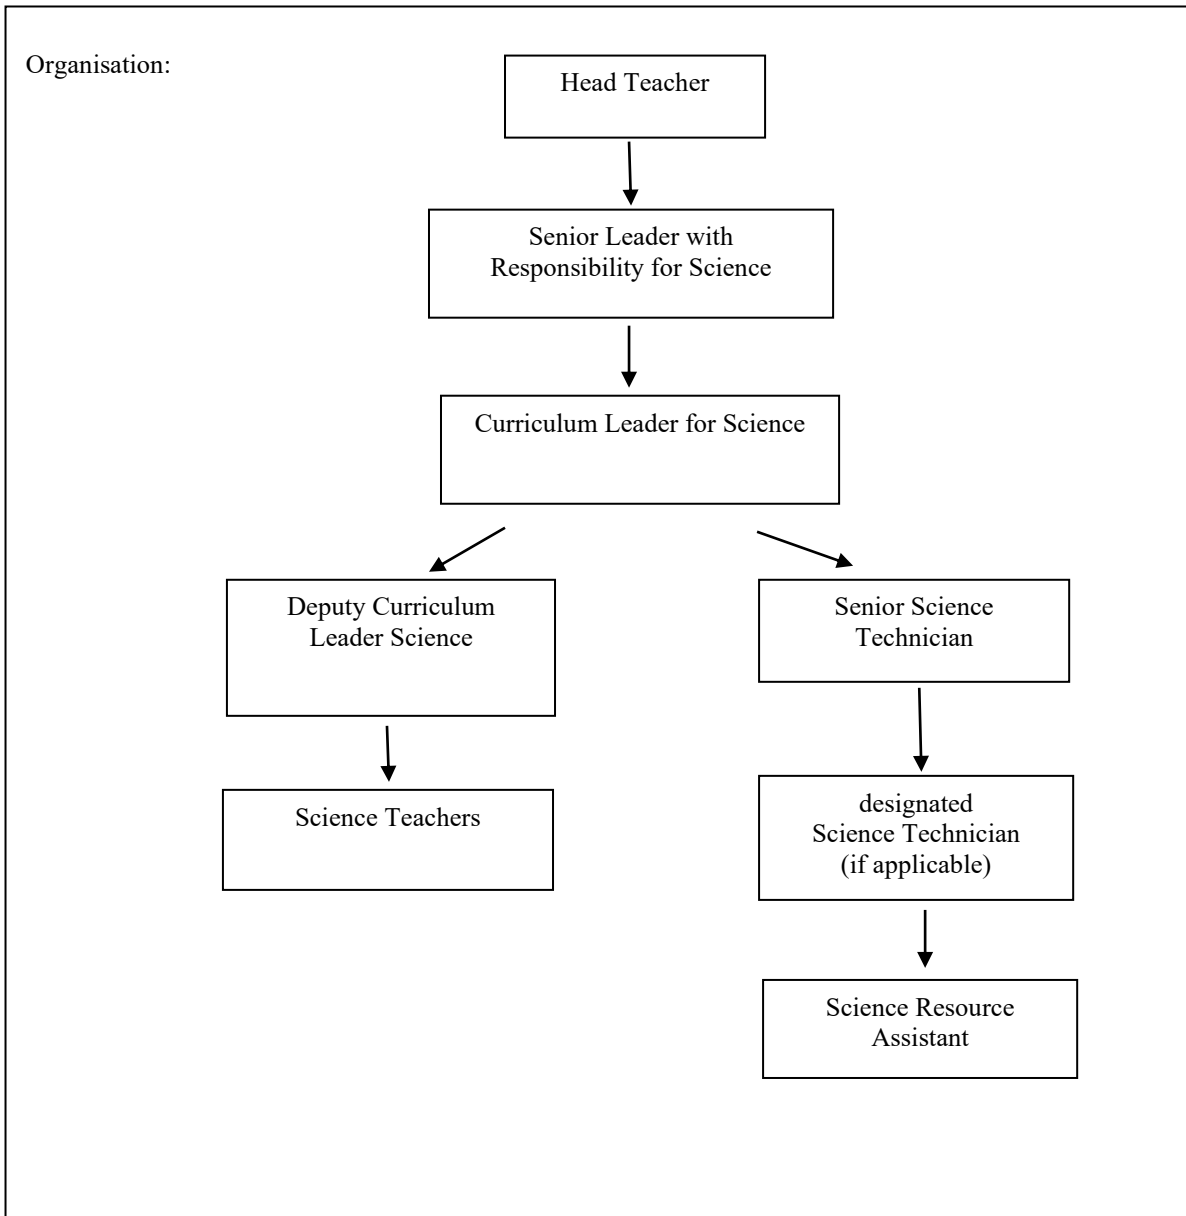 Organisation:
Head Teacher
Senior Leader with
Responsibility for Science
Curriculum Leader for Science
Deputy Curriculum
Leader Science
Senior Science
Technician
Science Teachers
designated
Science Technician
(if applicable)
Science Resource
Assistant